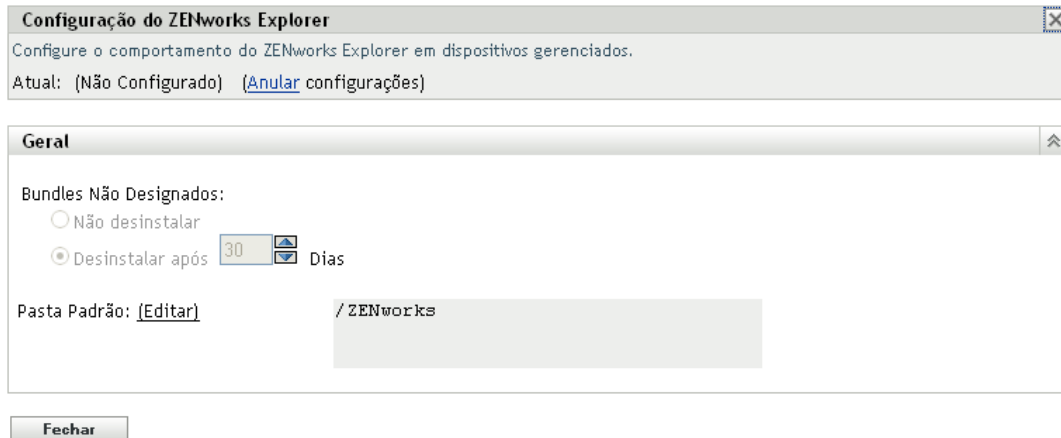 Configuração do ZENworks Explorer
Configure o comportamento do ZENworks Explorer em dispositivos gerenciados.
Atual: (Não Configurado) (Anular configurações)
Geral
Bundles Não Designados:
Não desinstalar
Desinstalar após 30 Dias
Pasta Padrão: (Editar) /ZENworks
Fechar